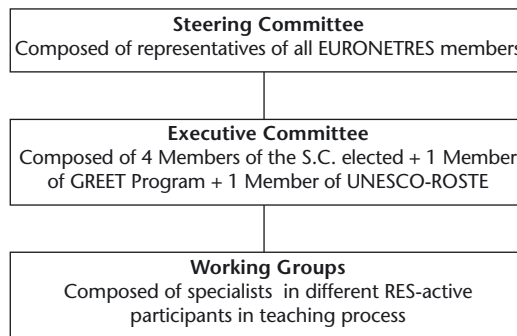 Steering Committee
Composed of representatives of all EURONETRES members
Executive Committee
Composed of 4 Members of the S.C. elected + 1 Member
of GREET Program + 1 Member of UNESCO-ROSTE
Working Groups
Composed of specialists in different RES-active
participants in teaching process